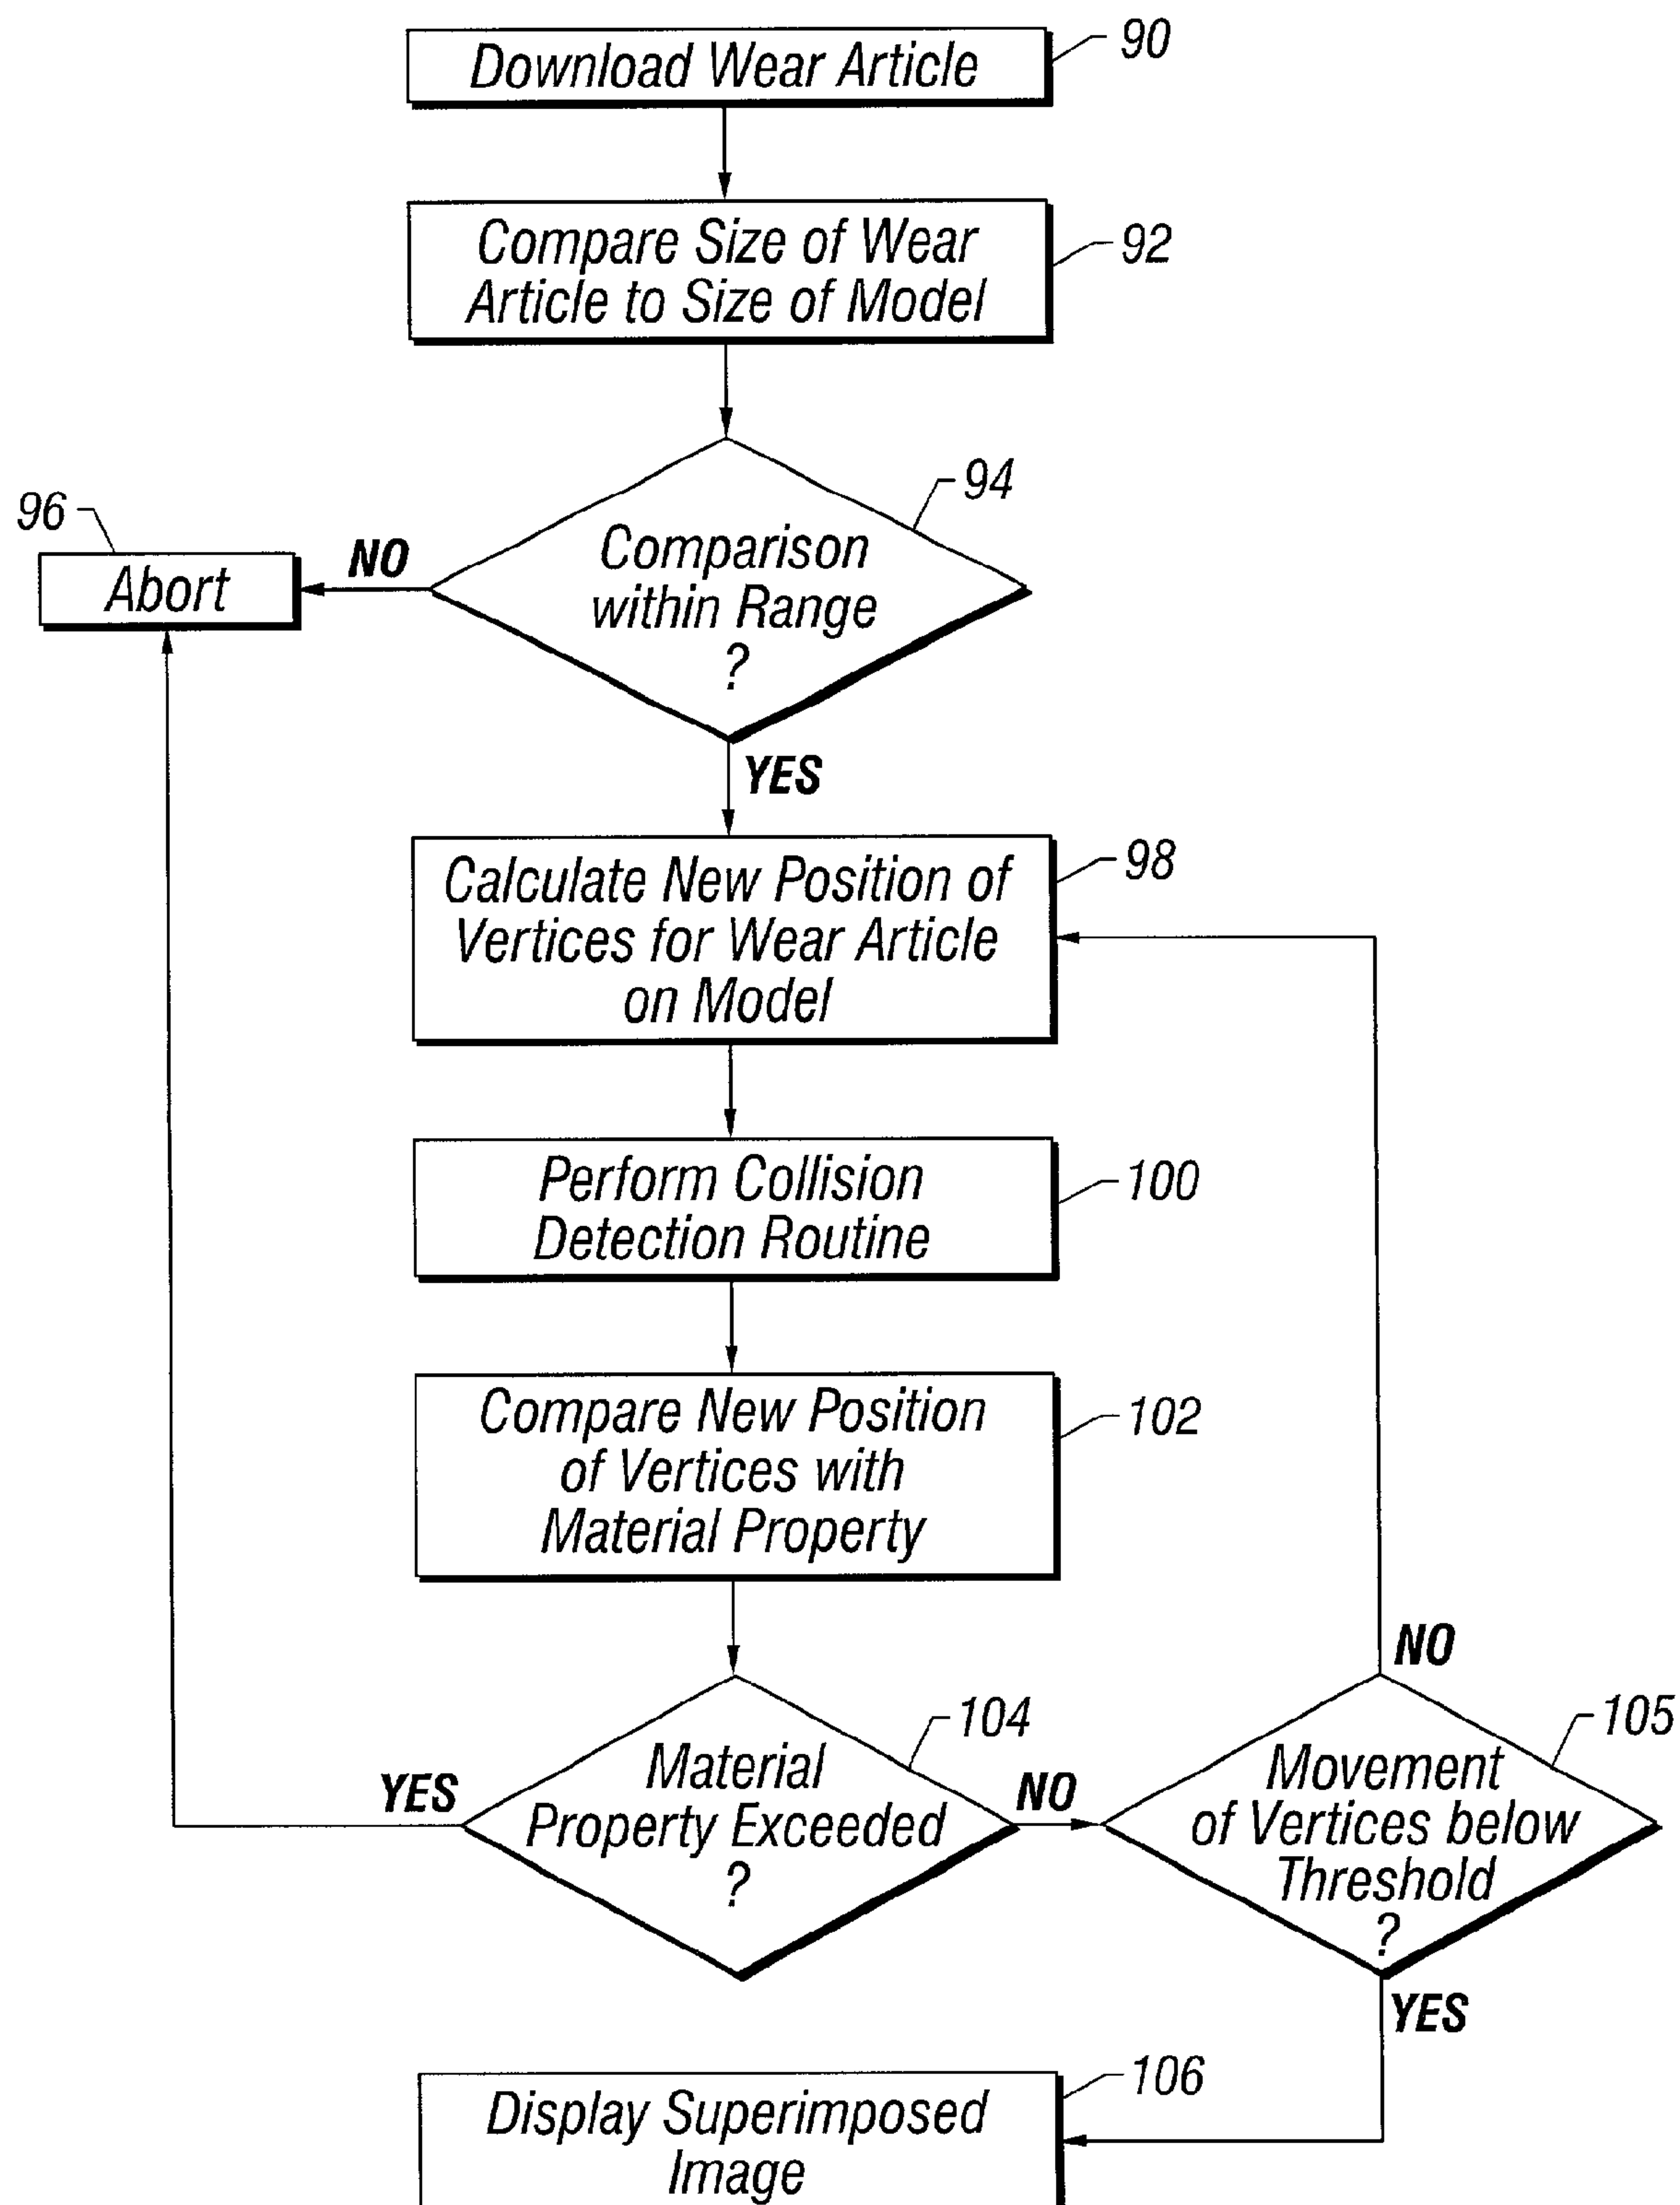 Download Wear Article
90
Compare Size of Wear
Article to Size of Model
92
94
96
NO
Abort
Comparison
within Range
?
YES
Calculate New Position of
Vertices for Wear Article
on Model
98
Perform Collision
Detection Routine
100
Compare New Position
of Vertices with
Material Property
102
NO
104
105
YES
Material
Property Exceeded
?
NO
Movement
of Vertices below
Threshold
?
YES
106
Display Superimposed
Image